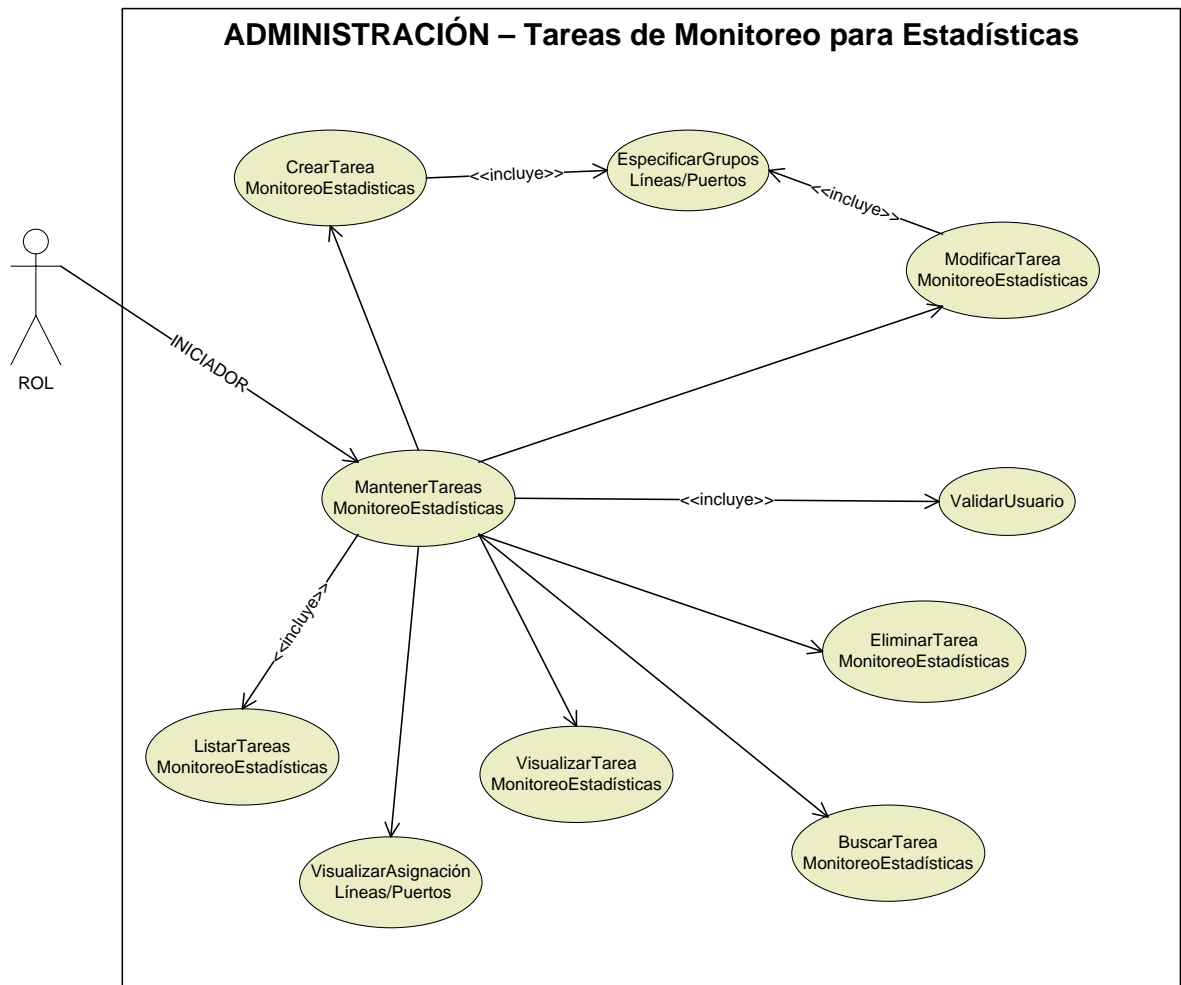 ADMINISTRACIÓN – Tareas de Monitoreo para Estadísticas
CrearTarea
MonitoreoEstadisticas
<<incluye>>
EspecificarGrupos
Líneas/Puertos
<<incluye>>
ModificarTarea
MonitoreoEstadísticas
INICIADOR
ROL
MantenerTareas
MonitoreoEstadísticas
<<incluye>>
ValidarUsuario
<<incluye>>
EliminarTarea
MonitoreoEstadísticas
ListarTareas
MonitoreoEstadísticas
VisualizarTarea
MonitoreoEstadísticas
BuscarTarea
MonitoreoEstadísticas
VisualizarAsignación
Líneas/Puertos